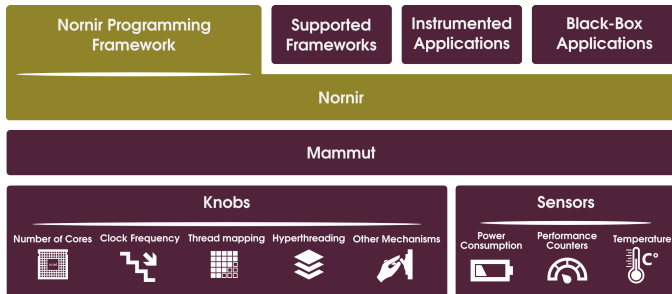 Nornir Programming
Framework
Supported
Frameworks
Instrumented
Applications
Black-Box
Applications
Nornir
Mammut
Knobs
Number of Cores
Clock Frequency
Thread mapping
Hyperthreading
Other Mechanisms
Sensors
Power
Consumption
Performance
Counters
Temperature
C°